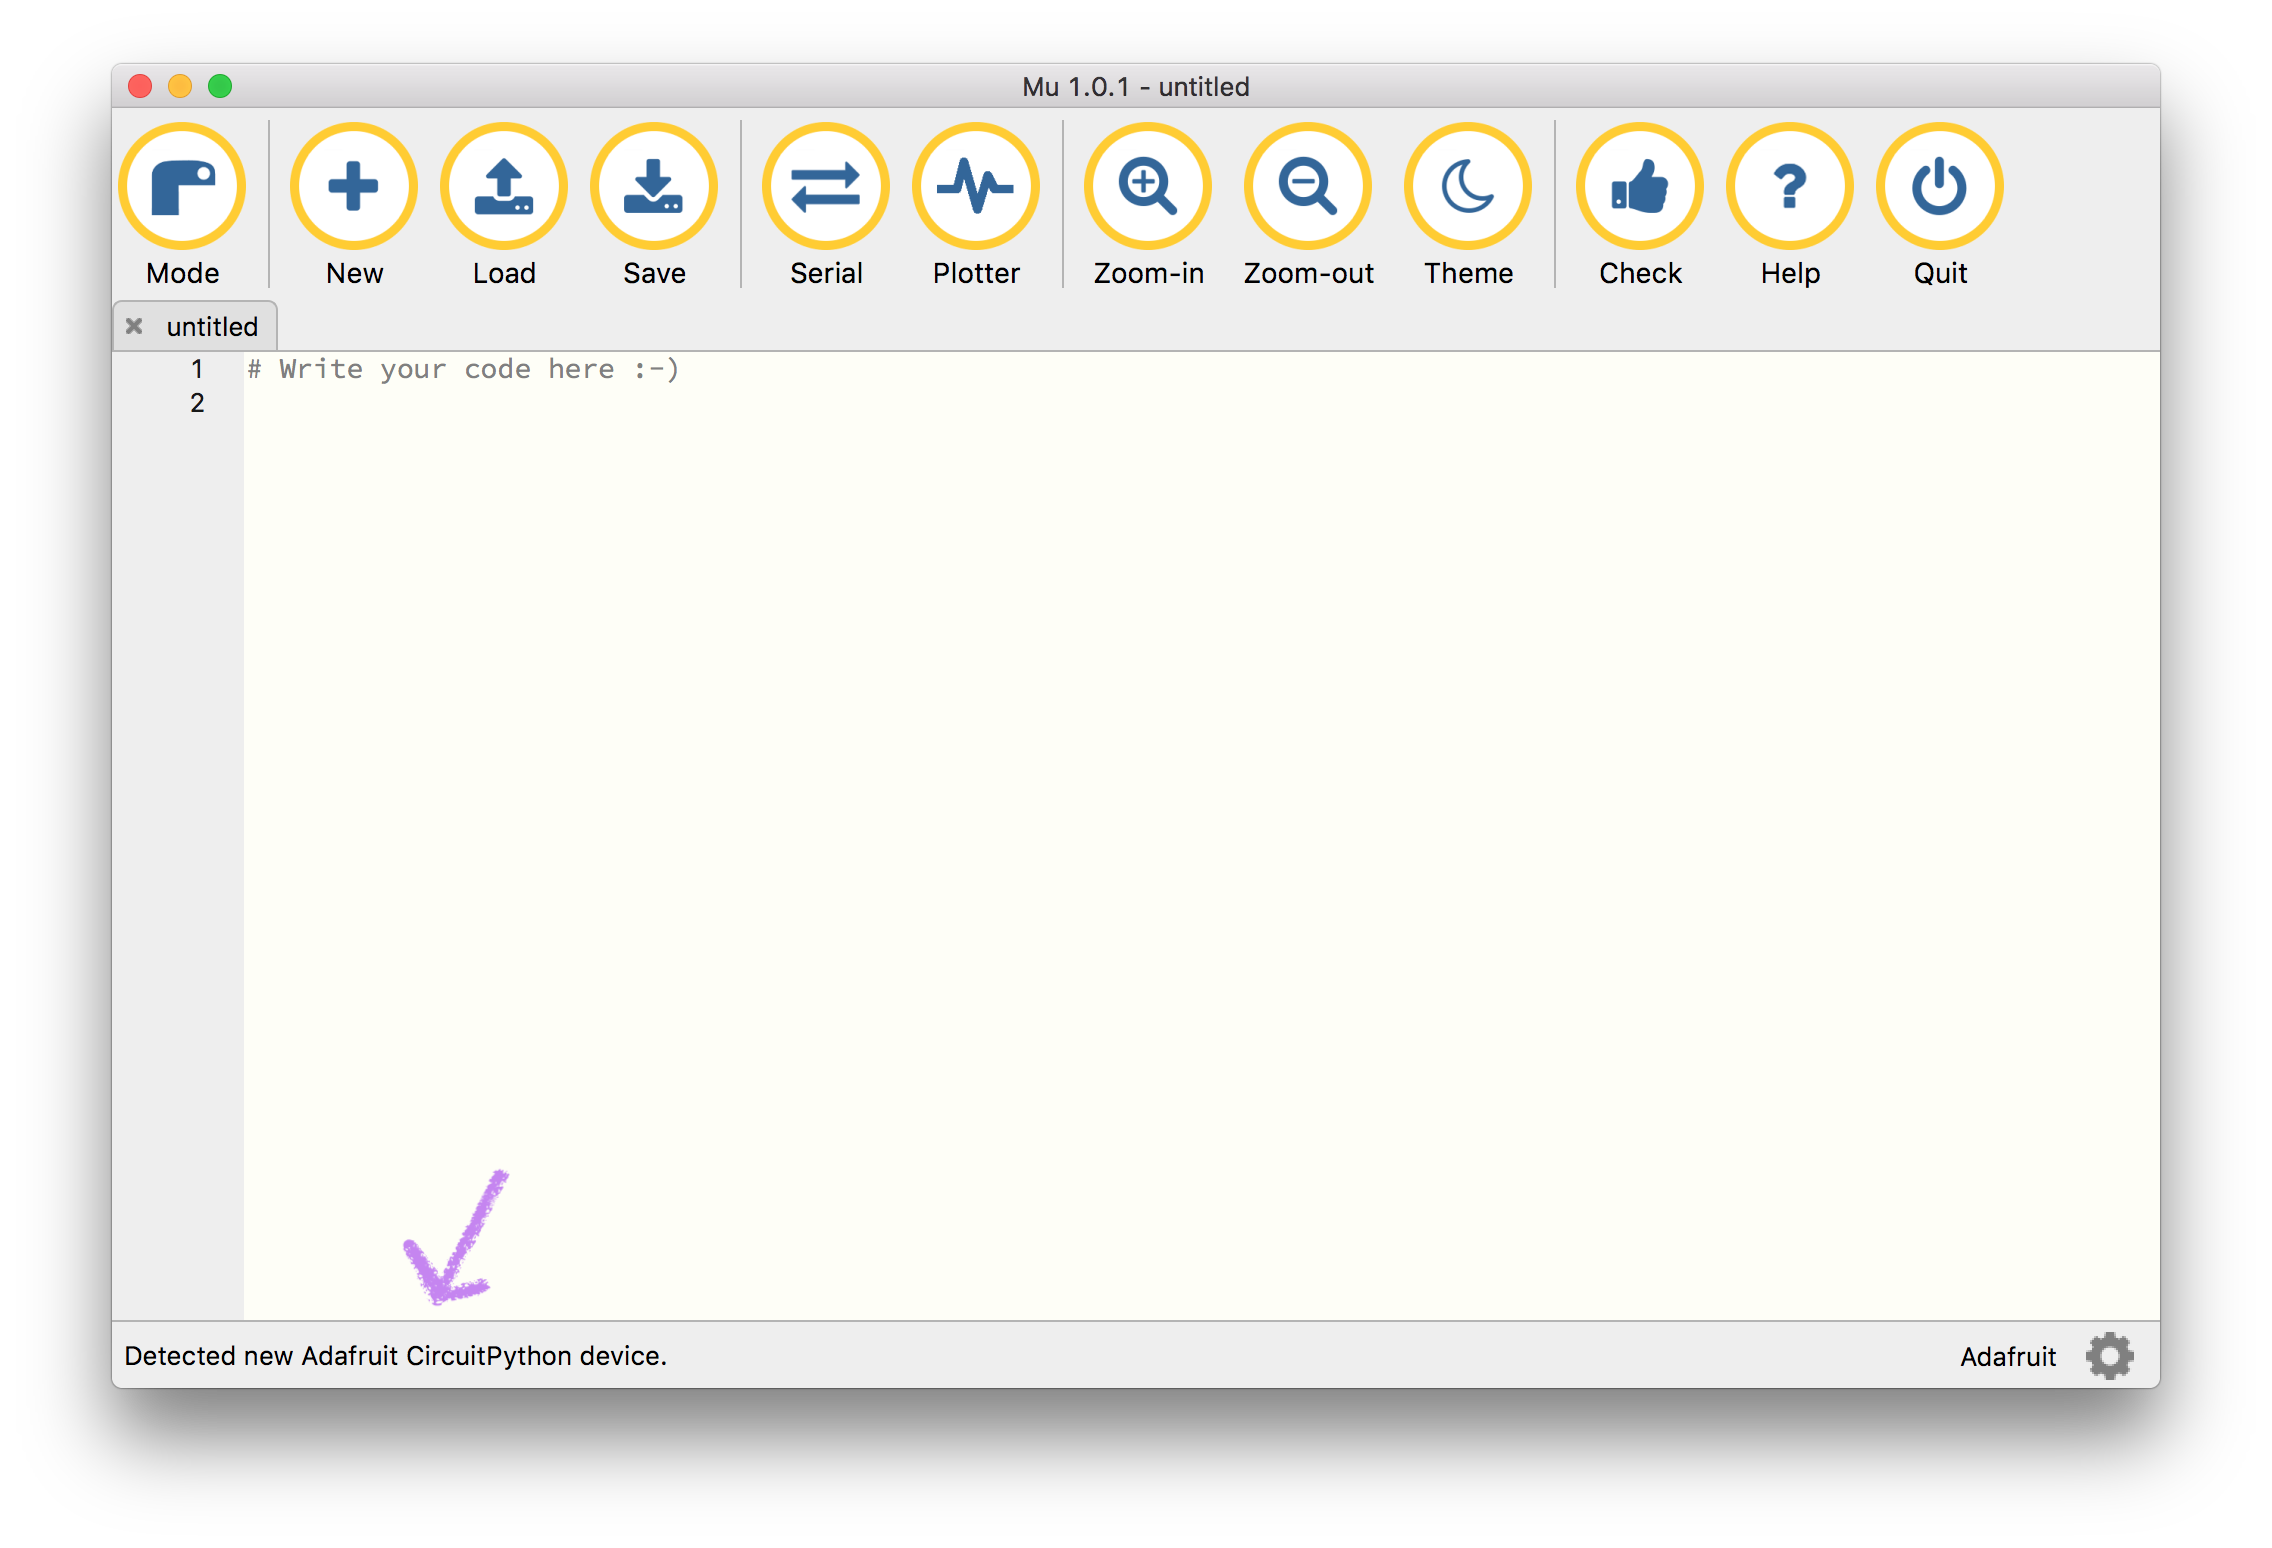 Mu 1.0.1 - untitled
Mode New Load Save Serial Plotter Zoom-in Zoom-out Theme Check Help Quit
untitled
1 # Write your code here :-)
2
Detected new Adafruit CircuitPython device. Adafruit